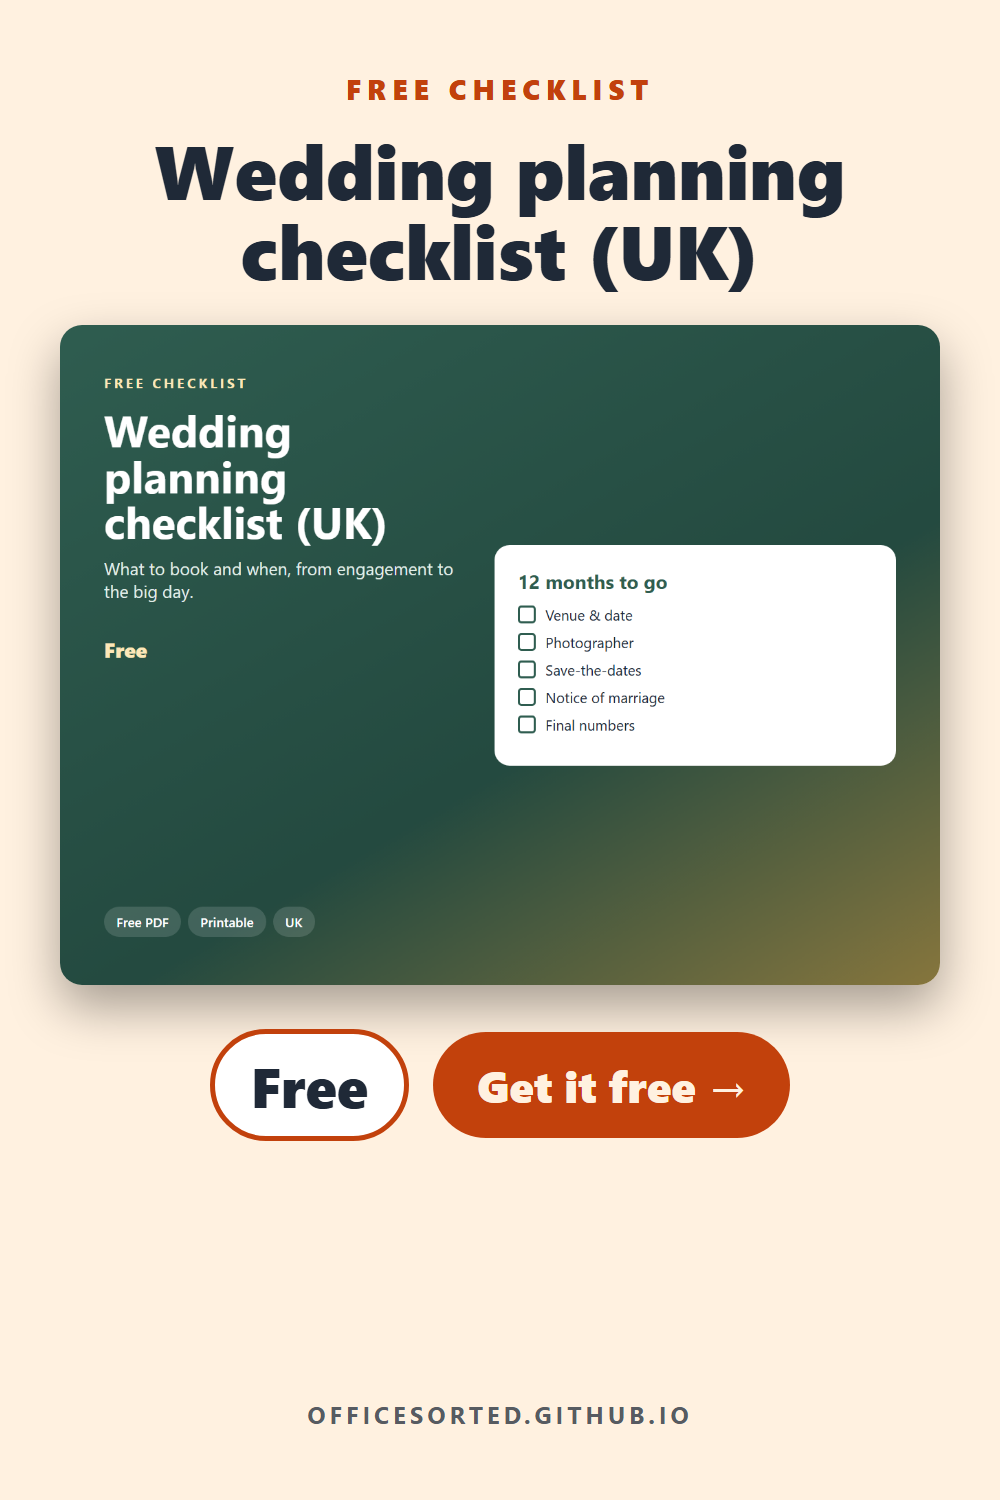 FREE CHECKLIST
Wedding planning
checklist (UK)
FREE CHECKLIST
Wedding
planning
checklist (UK)
What to book and when, from engagement to
the big day.
Free
12 months to go
Venue & date
Photographer
Save-the-dates
Notice of marriage
Final numbers
Free PDF
Printable
UK
Free
Get it free →
OFFICESORTED.GITHUB.IO